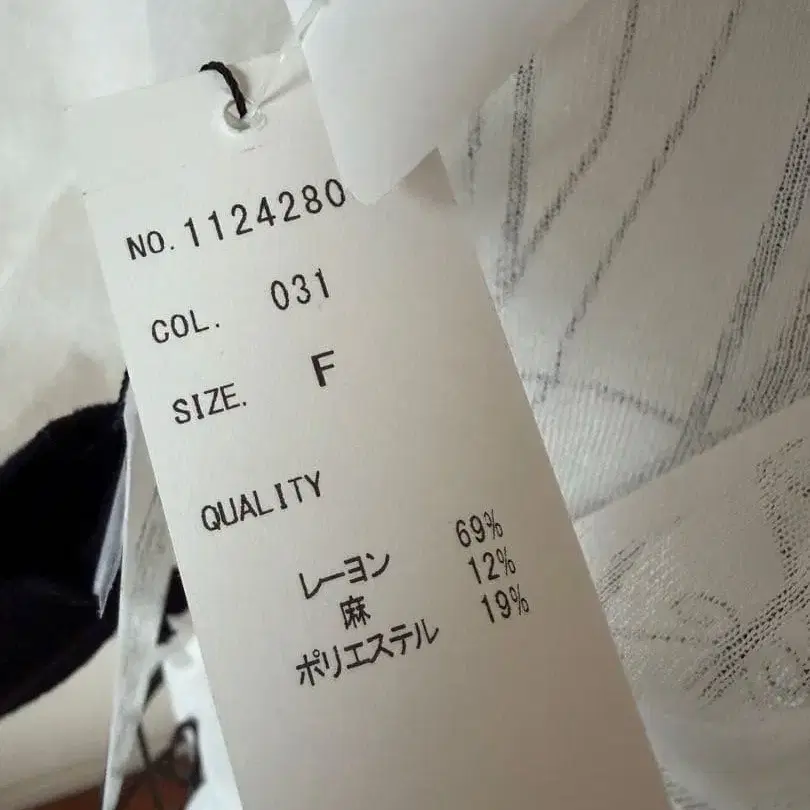 NO. 1124280
COL. 031
SIZE. F
QUALITY
レーヨン 69%
麻 12%
ポリエステル 19%